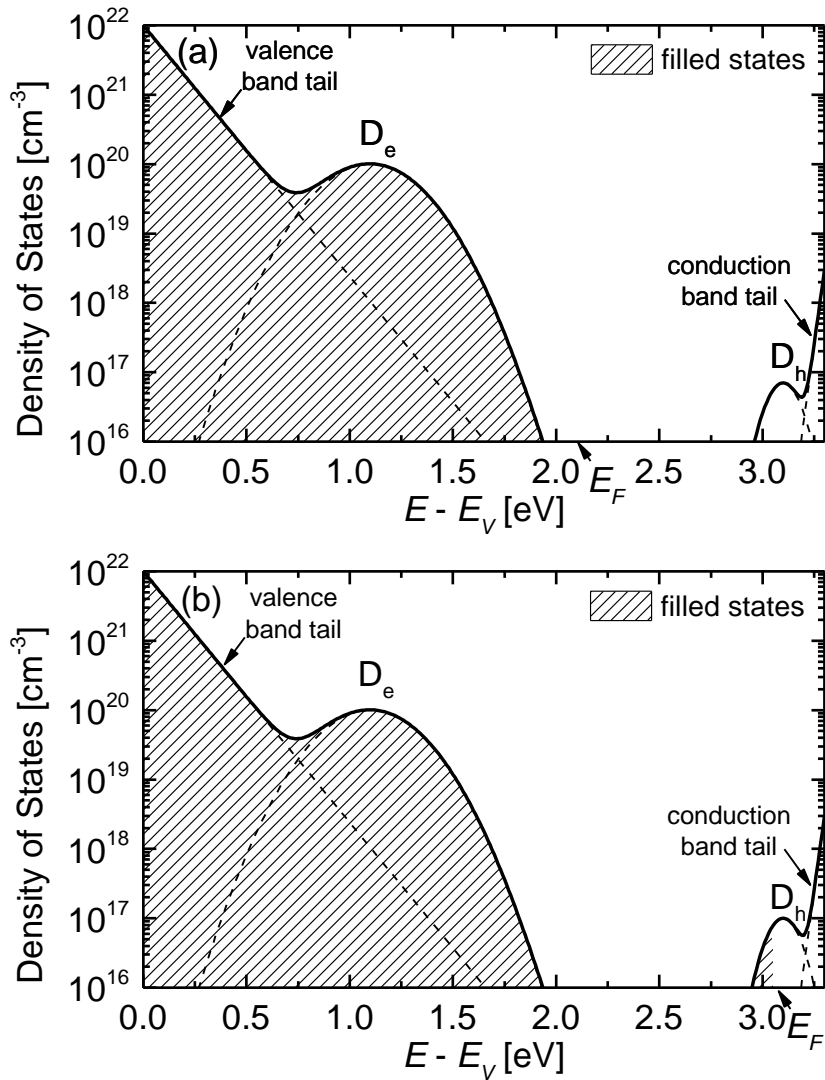 (a)
valence
band tail
filled states
D_e
conduction
band tail
D_h
Density of States [cm^-3]
10^22
10^21
10^20
10^19
10^18
10^17
10^16
0.0 0.5 1.0 1.5 2.0 2.5 3.0
E_F
E - E_V [eV]
(b)
valence
band tail
filled states
D_e
conduction
band tail
D_h
Density of States [cm^-3]
10^22
10^21
10^20
10^19
10^18
10^17
10^16
0.0 0.5 1.0 1.5 2.0 2.5 3.0
E_F
E - E_V [eV]